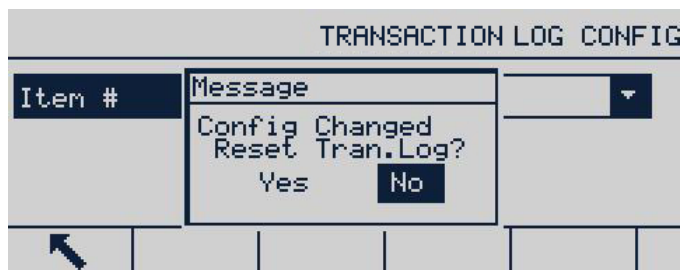 TRANSACTION LOG CONFIG
Item #
Message
Config Changed
Reset Tran.Log?
Yes No